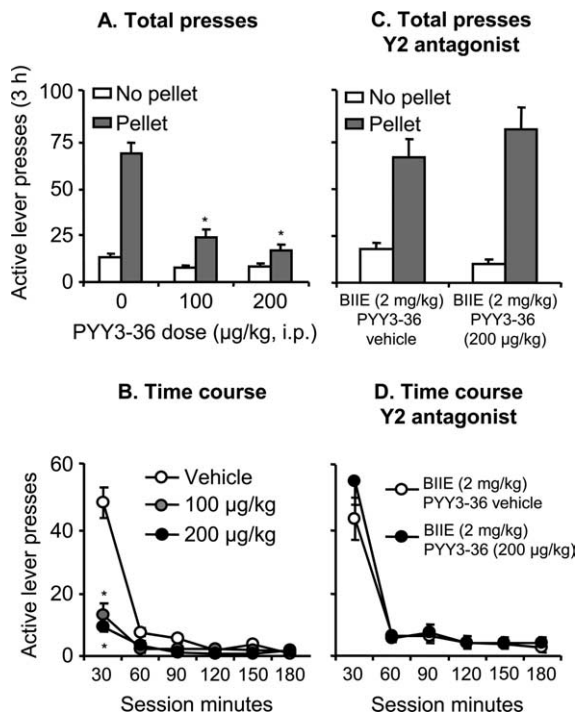 A. Total presses
Active lever presses (3 h)
100
75
50
25
0
No pellet
Pellet
*
*
0 100 200
PYY3-36 dose (µg/kg, i.p.)
C. Total presses
Y2 antagonist
No pellet
Pellet
BIIE (2 mg/kg)
PYY3-36
vehicle
BIIE (2 mg/kg)
PYY3-36
(200 µg/kg)
B. Time course
Active lever presses
60
40
20
0
Vehicle
100 µg/kg
200 µg/kg
*
*
30 60 90 120 150 180
Session minutes
D. Time course
Y2 antagonist
BIIE (2 mg/kg)
PYY3-36 vehicle
BIIE (2 mg/kg)
PYY3-36 (200 µg/kg)
30 60 90 120 150 180
Session minutes